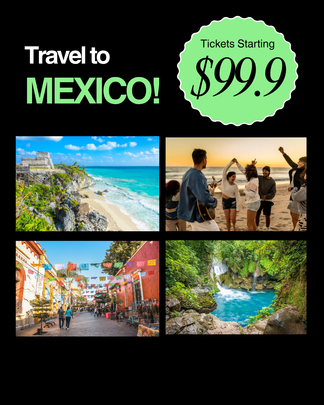 Travel to
MEXICO!
Tickets Starting
$99.9